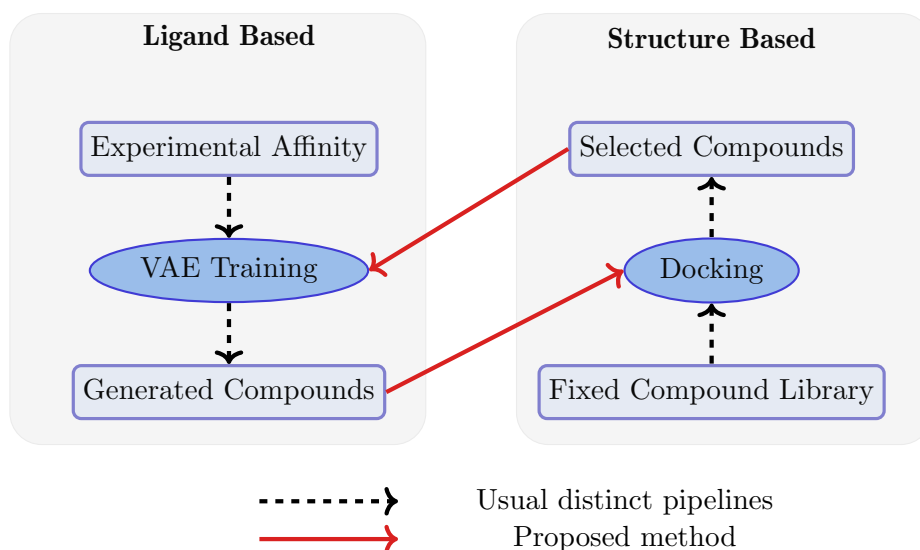 Ligand Based
Experimental Affinity
VAE Training
Generated Compounds
Structure Based
Selected Compounds
Docking
Fixed Compound Library
Usual distinct pipelines
Proposed method